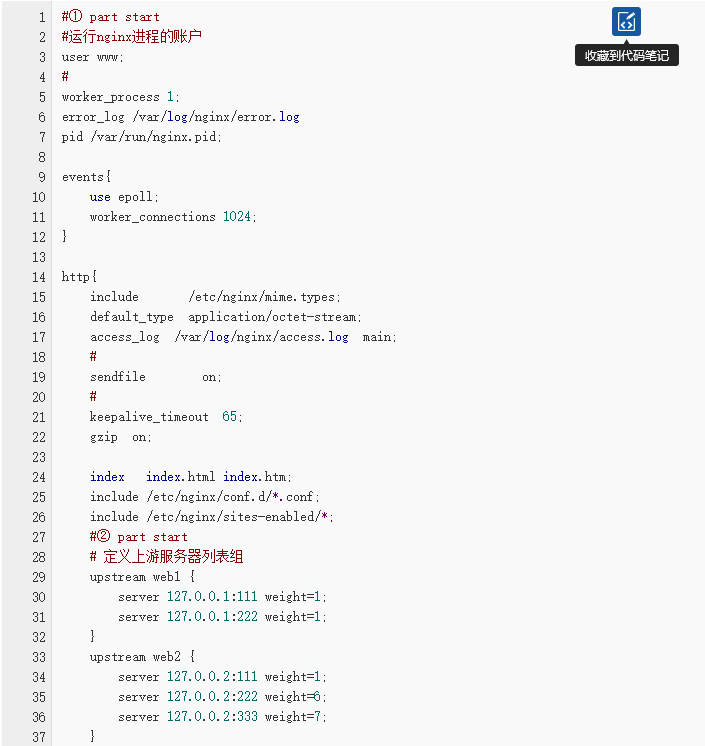 1 #① part start
收藏到代码笔记
2 #运行nginx进程的账户
3 user www;
4 #
5 worker_process 1;
6 error_log /var/log/nginx/error.log
7 pid /var/run/nginx.pid;
8
9 events{
10     use epoll;
11     worker_connections 1024;
12 }
13
14 http{
15     include       /etc/nginx/mime.types;
16     default_type  application/octet-stream;
17     access_log  /var/log/nginx/access.log  main;
18     #
19     sendfile        on;
20     #
21     keepalive_timeout  65;
22     gzip  on;
23
24     index   index.html index.htm;
25     include /etc/nginx/conf.d/*.conf;
26     include /etc/nginx/sites-enabled/*;
27     #② part start
28     # 定义上游服务器列表组
29     upstream web1 {
30         server 127.0.0.1:111 weight=1;
31         server 127.0.0.1:222 weight=1;
32     }
33     upstream web2 {
34         server 127.0.0.2:111 weight=1;
35         server 127.0.0.2:222 weight=6;
36         server 127.0.0.2:333 weight=7;
37     }